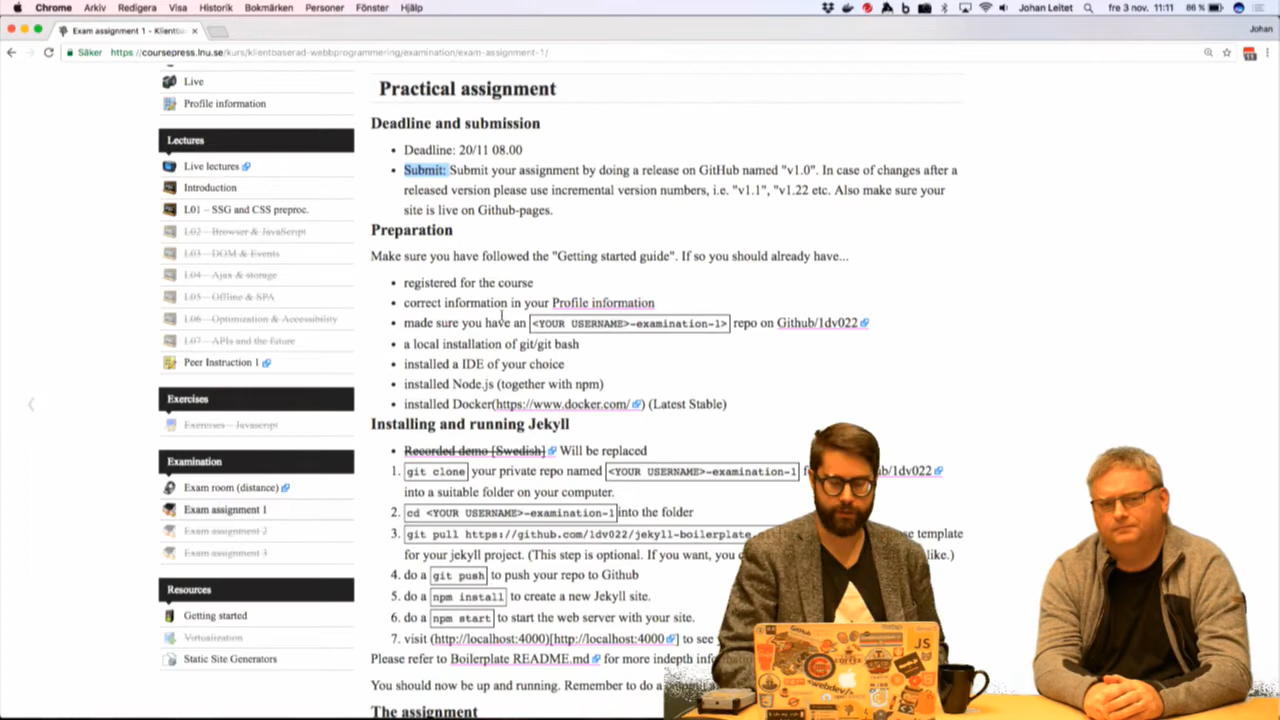 Chrome Arkiv Redigera Visa Historik Bokmärken Personer Fönster Hjälp Johan Leitet fre 3 nov. 11:11 86 %
Exam assignment 1 - Klientba Johan
Säker https://coursepress.lnu.se/kurs/klientbaserad-webbprogrammering/examination/exam-assignment-1/
Live
Profile information
Lectures
Live lectures
Introduction
L01 – SSG and CSS preproc.
L02 – Browser & JavaScript
L03 – DOM & Events
L04 – Ajax & storage
L05 – Offline & SPA
L06 – Optimization & Accessibility
L07 – APIs and the future
Peer Instruction 1
Exercises
Exercises – Javascript
Examination
Exam room (distance)
Exam assignment 1
Exam assignment 2
Exam assignment 3
Resources
Getting started
Virtualization
Static Site Generators
Practical assignment
Deadline and submission
• Deadline: 20/11 08.00
• Submit: Submit your assignment by doing a release on GitHub named "v1.0". In case of changes after a
released version please use incremental version numbers, i.e. "v1.1", "v1.22 etc. Also make sure your
site is live on Github-pages.
Preparation
Make sure you have followed the "Getting started guide". If so you should already have...
• registered for the course
• correct information in your Profile information
• made sure you have an <YOUR USERNAME>-examination-1> repo on Github/1dv022
• a local installation of git/git bash
• installed a IDE of your choice
• installed Node.js (together with npm)
• installed Docker(https://www.docker.com/) (Latest Stable)
Installing and running Jekyll
• Recorded demo [Swedish] Will be replaced
1. git clone your private repo named <YOUR USERNAME>-examination-1 b/1dv022
into a suitable folder on your computer.
2. cd <YOUR USERNAME>-examination-1 into the folder
3. git pull https://github.com/1dv022/jekyll-boilerplate. template
for your jekyll project. (This step is optional. If you want, you like.)
4. do a git push to push your repo to Github
5. do a npm install to create a new Jekyll site.
6. do a npm start to start the web server with your site.
7. visit (http://localhost:4000)[http://localhost:4000] to see
Please refer to Boilerplate README.md for more indepth
You should now be up and running. Remember to do a
The assignment
JS